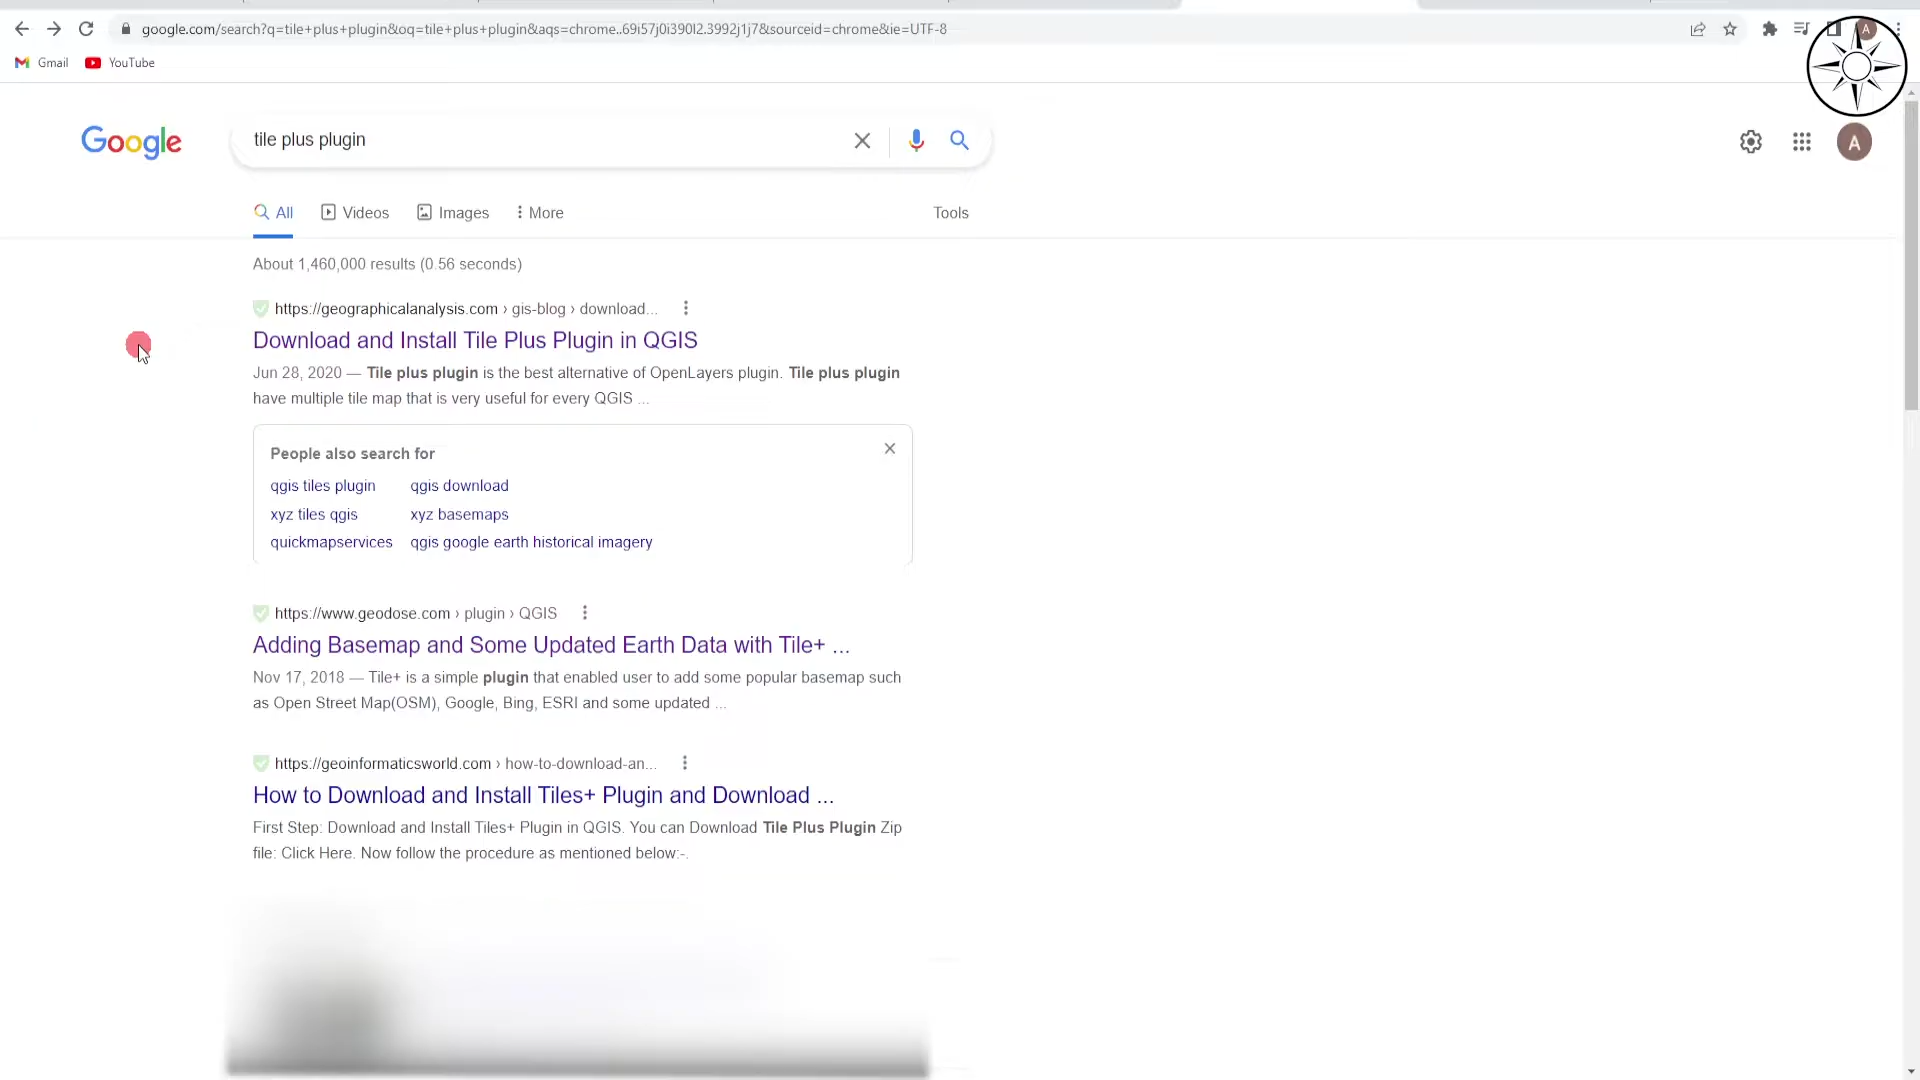 google.com/search?q=tile+plus+plugin&oq=tile+plus+plugin&aqs=chrome..69i57j0i390l2.3992j1j7&sourceid=chrome&ie=UTF-8
A
Gmail
YouTube
Google
tile plus plugin
A
All
Videos
Images
More
Tools
About 1,460,000 results (0.56 seconds)
https://geographicalanalysis.com › gis-blog › download...
Download and Install Tile Plus Plugin in QGIS
Jun 28, 2020 — Tile plus plugin is the best alternative of OpenLayers plugin. Tile plus plugin
have multiple tile map that is very useful for every QGIS ...
People also search for
qgis tiles plugin
qgis download
xyz tiles qgis
xyz basemaps
quickmapservices
qgis google earth historical imagery
https://www.geodose.com › plugin › QGIS
Adding Basemap and Some Updated Earth Data with Tile+ ...
Nov 17, 2018 — Tile+ is a simple plugin that enabled user to add some popular basemap such
as Open Street Map(OSM), Google, Bing, ESRI and some updated ...
https://geoinformaticsworld.com › how-to-download-an...
How to Download and Install Tiles+ Plugin and Download ...
First Step: Download and Install Tiles+ Plugin in QGIS. You can Download Tile Plus Plugin Zip
file: Click Here. Now follow the procedure as mentioned below:-.